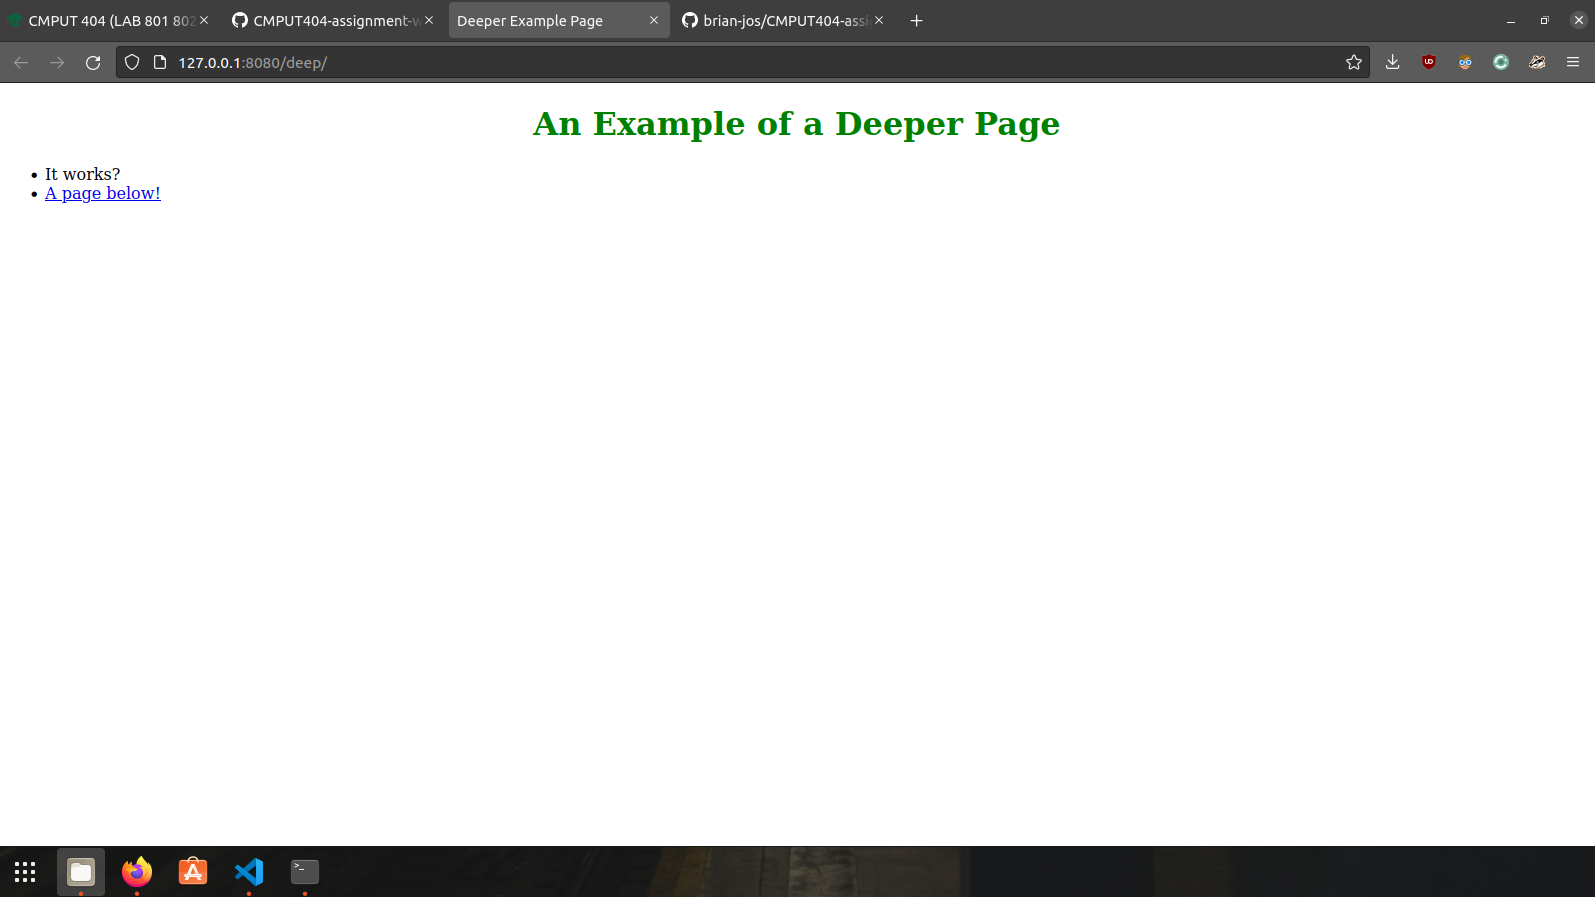 CMPUT 404 (LAB 801 802
CMPUT404-assignment-w
Deeper Example Page
brian-jos/CMPUT404-assi
127.0.0.1:8080/deep/
An Example of a Deeper Page
It works?
A page below!